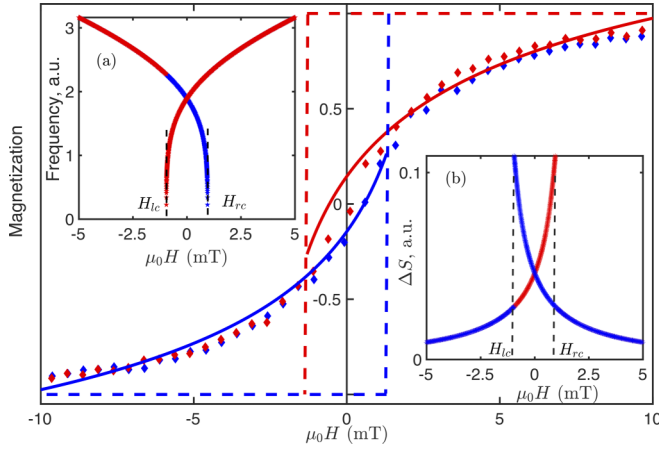 Magnetization
0.5
0
-0.5
-10
-5
0
5
10
μ₀H (mT)
(a)
Frequency, a.u.
3
2
1
0
H_lc
H_rc
-5
-2.5
0
2.5
5
μ₀H (mT)
(b)
ΔS, a.u.
0.1
0
H_lc
H_rc
-5
-2.5
0
2.5
5
μ₀H (mT)